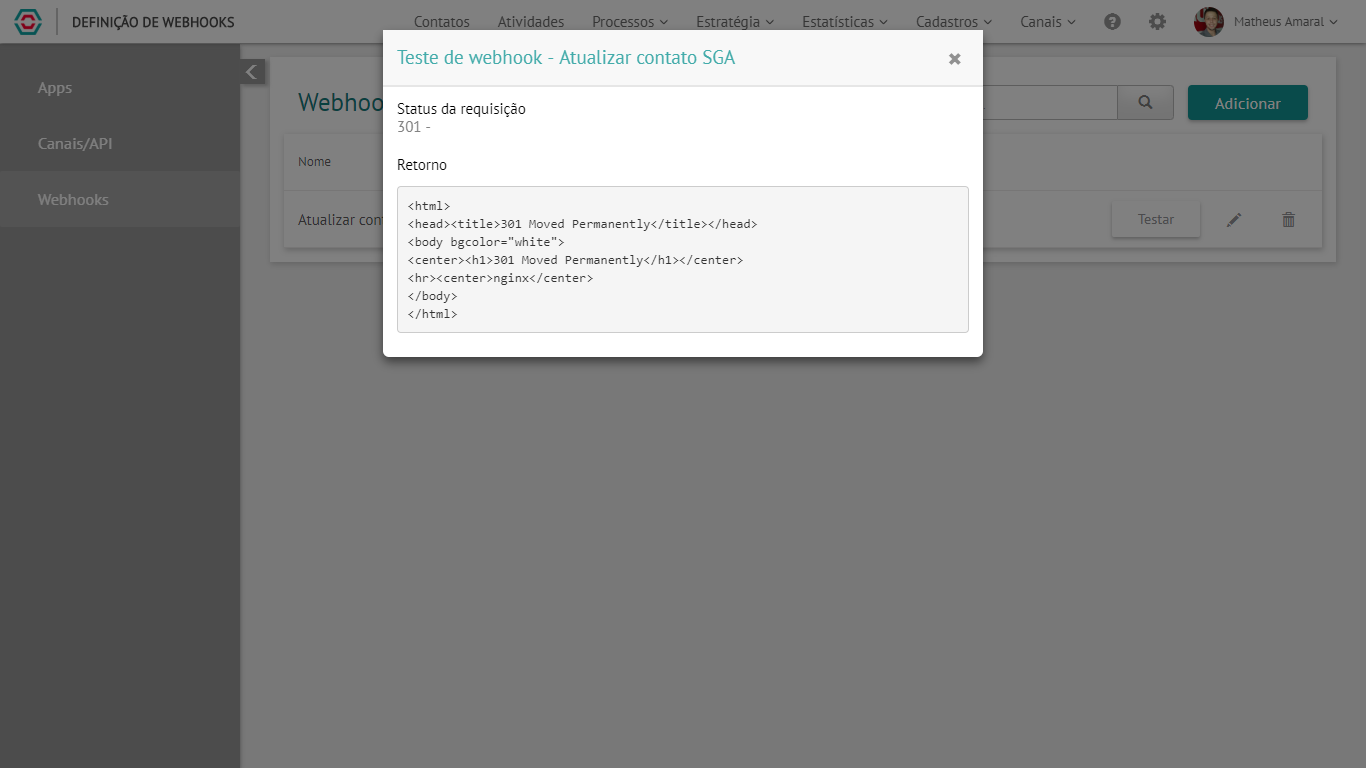 DEFINIÇÃO DE WEBHOOKS
Contatos
Atividades
Processos
Estratégia
Estatísticas
Cadastros
Canais
Matheus Amaral
Apps
Canais/API
Webhooks
Webhoo
Adicionar
Nome
Atualizar con
Testar
Teste de webhook - Atualizar contato SGA
Status da requisição
301 -
Retorno
<html>
<head><title>301 Moved Permanently</title></head>
<body bgcolor="white">
<center><h1>301 Moved Permanently</h1></center>
<hr><center>nginx</center>
</body>
</html>